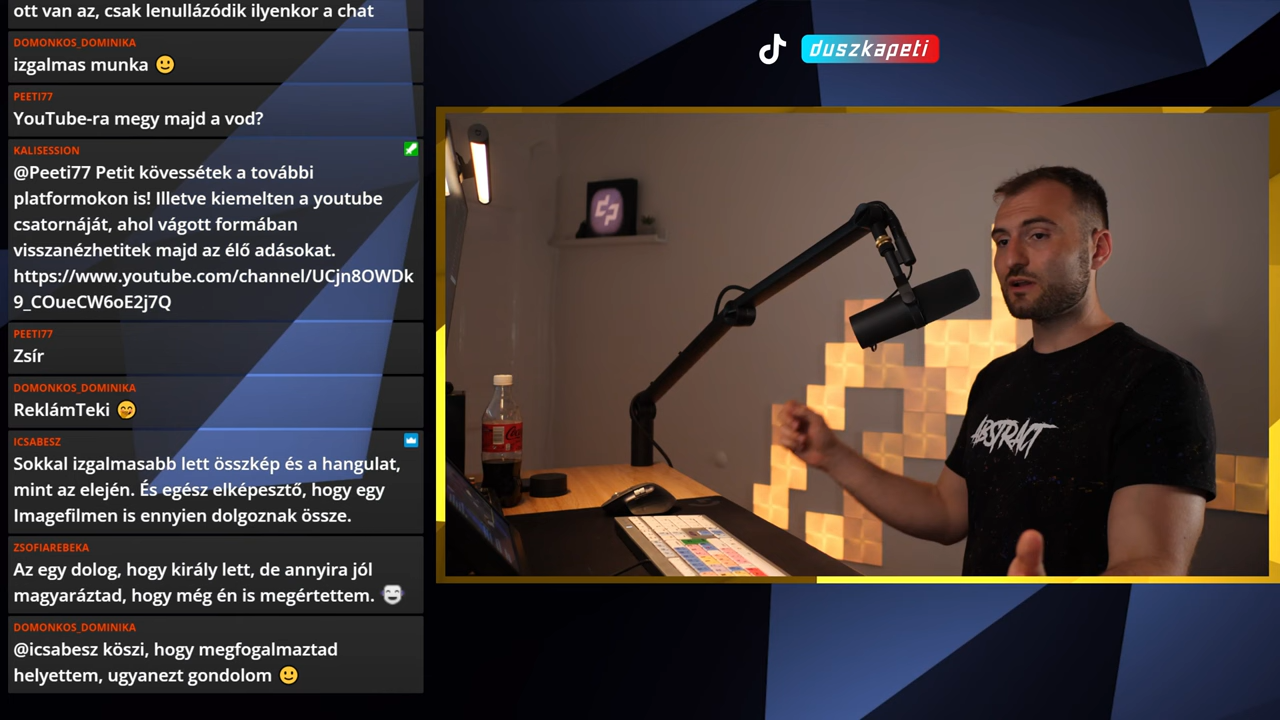 ott van az, csak lenullázódik ilyenkor a chat
DOMONKOS_DOMINIKA
izgalmas munka 🙂
PEETI77
YouTube-ra megy majd a vod?
KALISESSION
@Peeti77 Petit kövessétek a további
platformokon is! Illetve kiemelten a youtube
csatornáját, ahol vágott formában
visszanézhetitek majd az élő adásokat.
https://www.youtube.com/channel/UCjn8OWDk
9_COueCW6oE2j7Q
PEETI77
Zsír
DOMONKOS_DOMINIKA
ReklámTeki 🤭
ICSABESZ
Sokkal izgalmasabb lett összkép és a hangulat,
mint az elején. És egész elképesztő, hogy egy
Imagefilmen is ennyien dolgoznak össze.
ZSOFIAREBEKA
Az egy dolog, hogy király lett, de annyira jól
magyaráztad, hogy még én is megértettem.
DOMONKOS_DOMINIKA
@icsabesz köszi, hogy megfogalmaztad
helyettem, ugyanezt gondolom 🙂
duszkapeti
dp
ABSTRACT